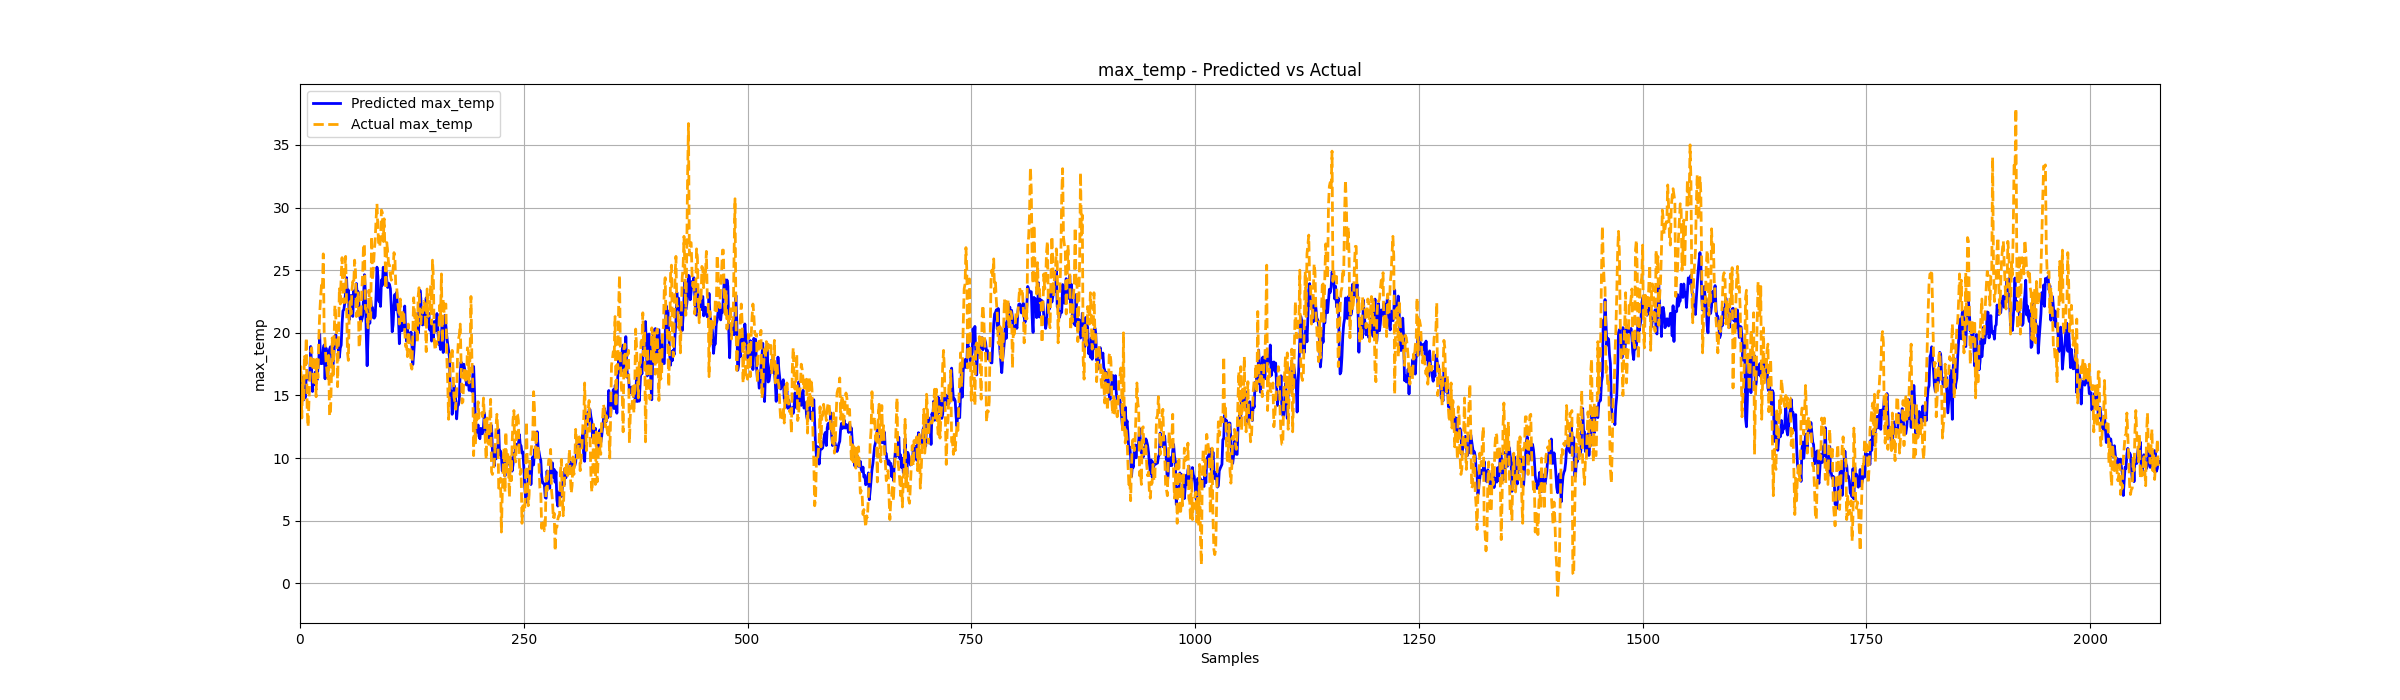 max_temp - Predicted vs Actual
Predicted max_temp
Actual max_temp
max_temp
35
30
25
20
15
10
5
0
0 250 500 750 1000 1250 1500 1750 2000
Samples